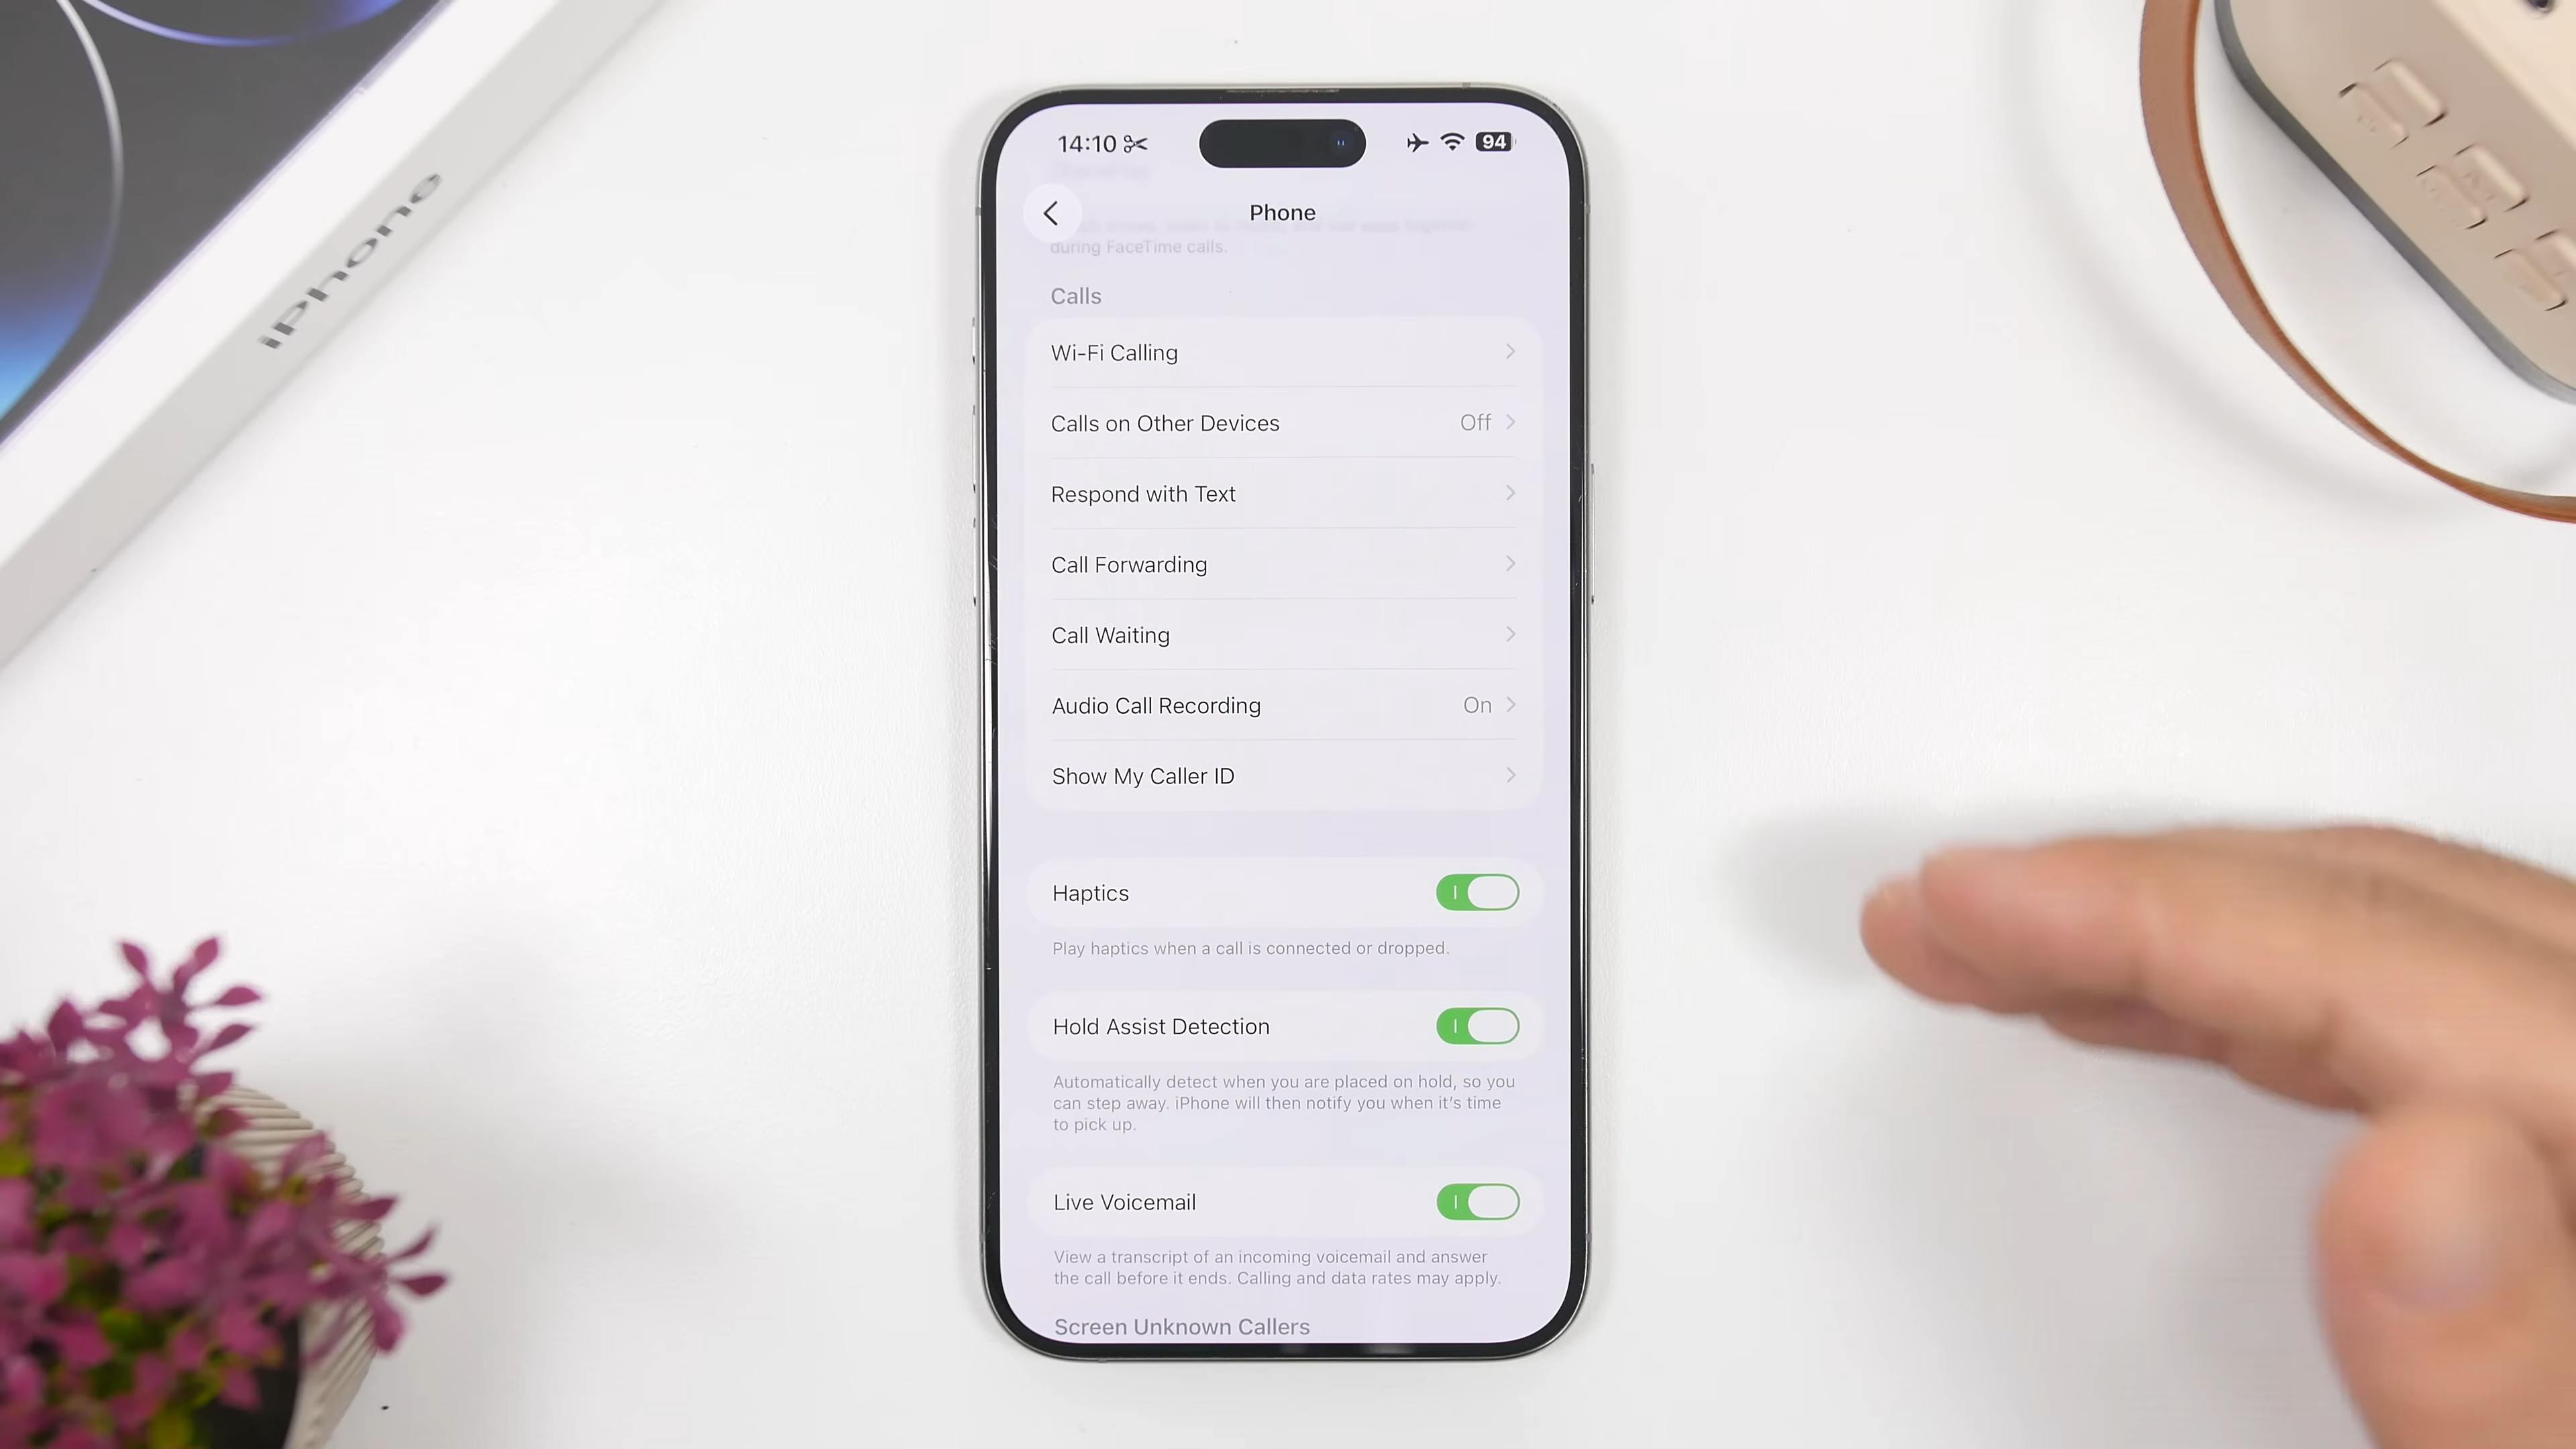 iPhone
14:10
94
Phone
during FaceTime calls.
Calls
Wi-Fi Calling
Calls on Other Devices Off
Respond with Text
Call Forwarding
Call Waiting
Audio Call Recording On
Show My Caller ID
Haptics
Play haptics when a call is connected or dropped.
Hold Assist Detection
Automatically detect when you are placed on hold, so you
can step away. iPhone will then notify you when it's time
to pick up.
Live Voicemail
View a transcript of an incoming voicemail and answer
the call before it ends. Calling and data rates may apply.
Screen Unknown Callers